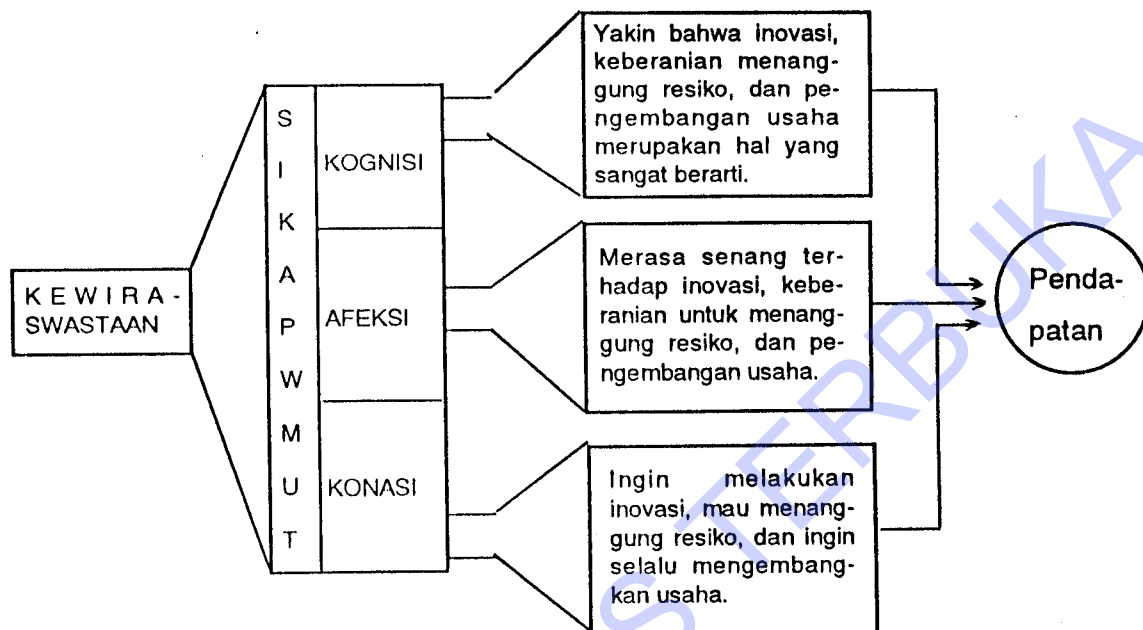 KEWIRA-
SWASTAAN
S
I
K
A
P
W
M
U
T
KOGNISI
AFEKSI
KONASI
Yakin bahwa inovasi,
keberanian menang-
gung resiko, dan pe-
ngembangan usaha
merupakan hal yang
sangat berarti.
Merasa senang ter-
hadap inovasi, kebe-
ranian untuk menang-
gung resiko, dan pe-
ngembangan usaha.
Ingin melakukan
inovasi, mau menang-
gung resiko, dan ingin
selalu mengembang-
kan usaha.
Penda-
patan
S TERBUKA